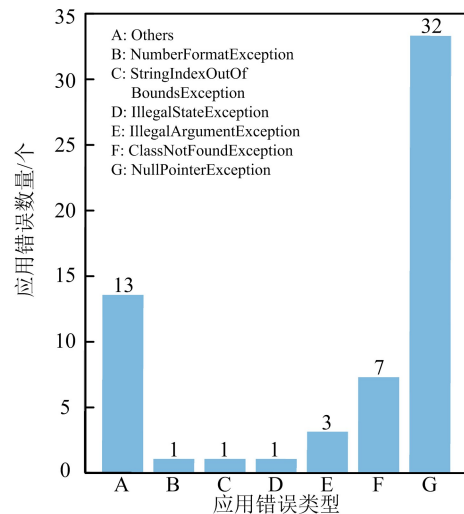 35
30
25
20
15
10
5
0
应用错误数量/个
A: Others
B: NumberFormatException
C: StringIndexOutOf
BoundsException
D: IllegalStateException
E: IllegalArgumentException
F: ClassNotFoundException
G: NullPointerException
13
1
1
1
3
7
32
A B C D E F G
应用错误类型